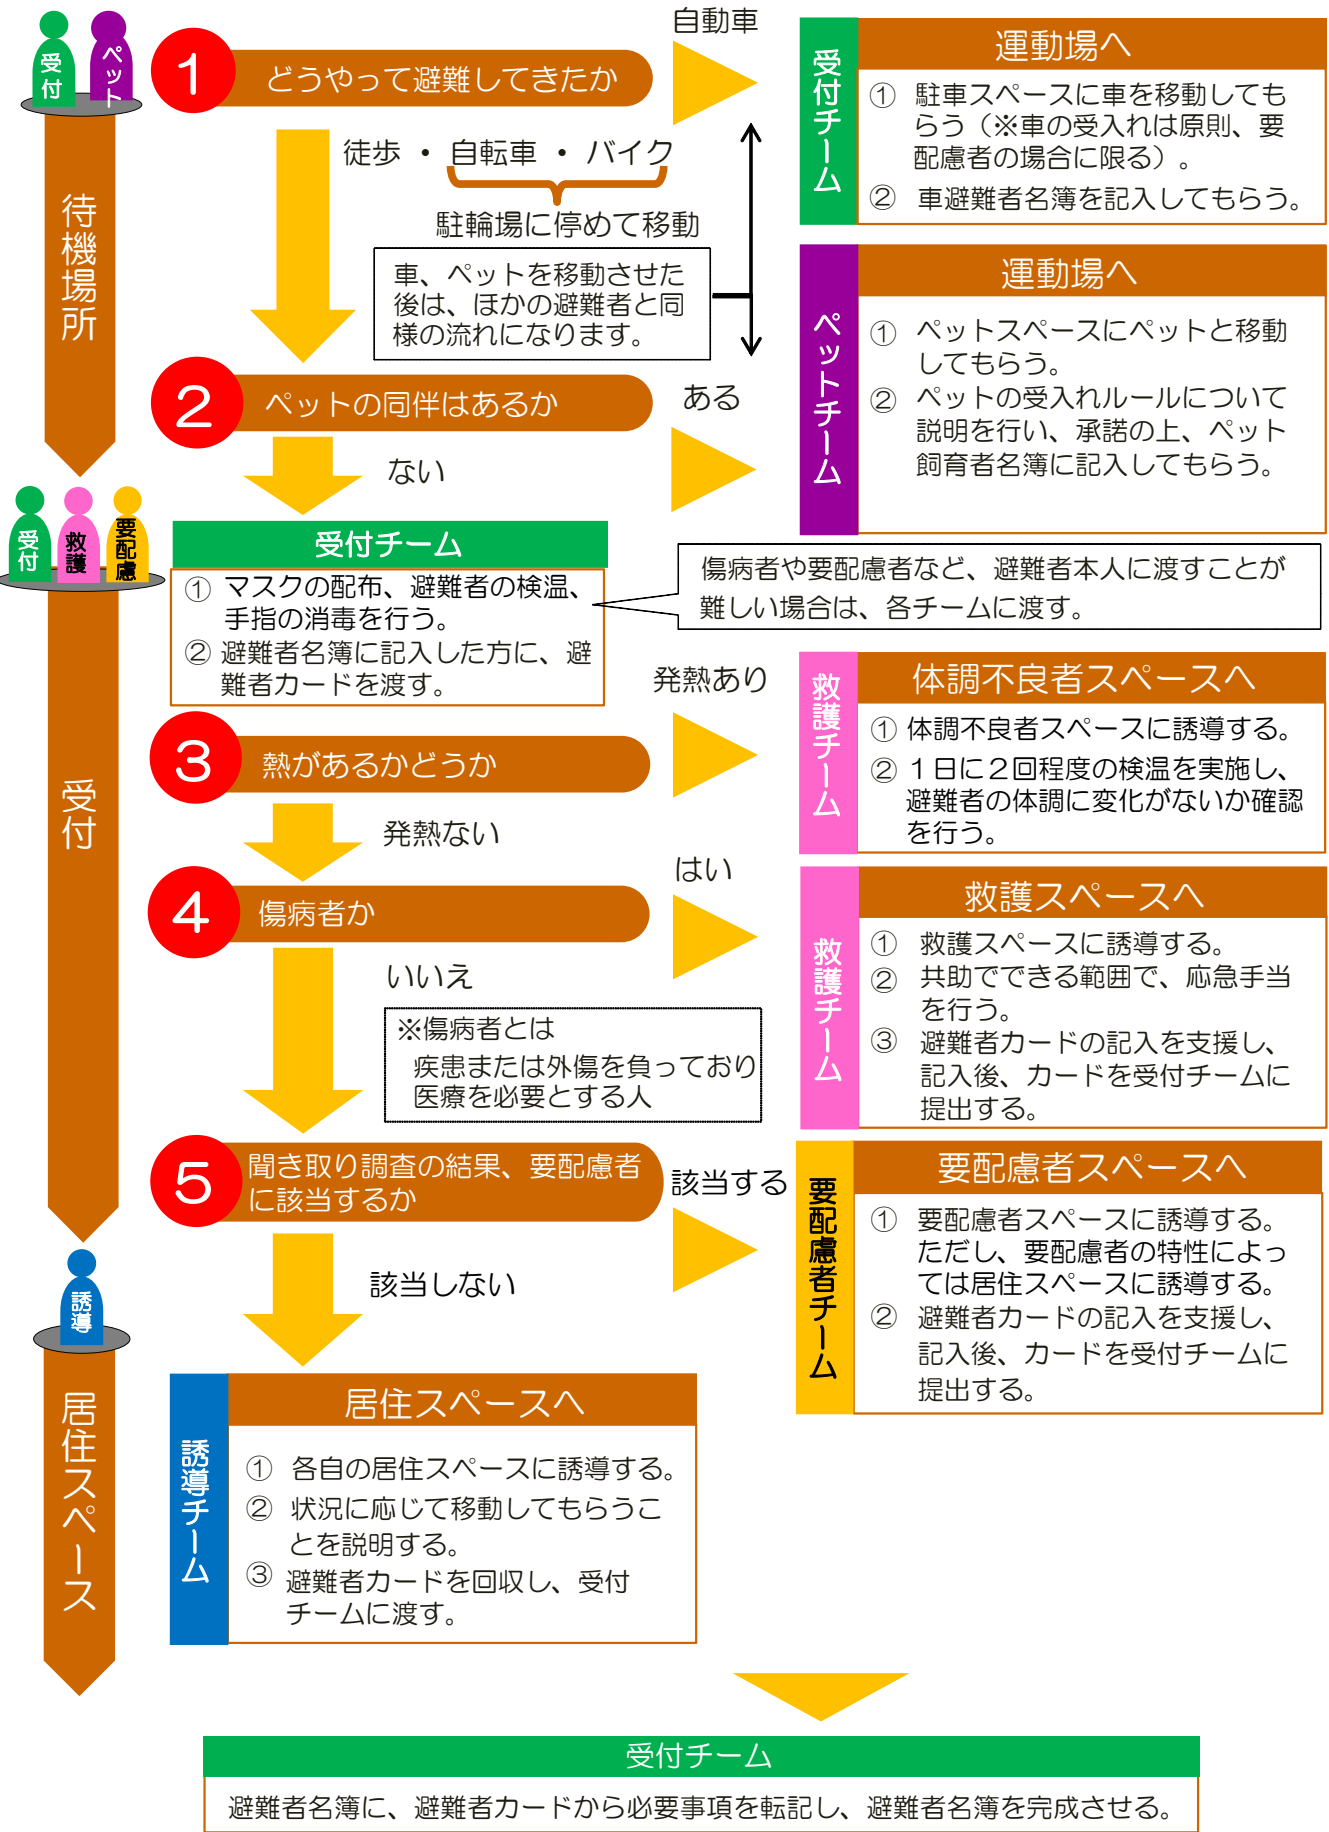 受付
ペット
待機場所
1
どうやって避難してきたか
自動車
徒歩 ・ 自転車 ・ バイク
駐輪場に停めて移動
車、ペットを移動させた
後は、ほかの避難者と同
様の流れになります。
受付チーム
運動場へ
① 駐車スペースに車を移動しても
らう（※車の受入れは原則、要
配慮者の場合に限る）。
② 車避難者名簿を記入してもらう。
2
ペットの同伴はあるか
ある
ない
ペットチーム
運動場へ
① ペットスペースにペットと移動
してもらう。
② ペットの受入れルールについて
説明を行い、承諾の上、ペット
飼育者名簿に記入してもらう。
受付
救護
要配慮
受付
受付チーム
① マスクの配布、避難者の検温、
手指の消毒を行う。
② 避難者名簿に記入した方に、避
難者カードを渡す。
傷病者や要配慮者など、避難者本人に渡すことが
難しい場合は、各チームに渡す。
3
熱があるかどうか
発熱あり
発熱ない
救護チーム
体調不良者スペースへ
① 体調不良者スペースに誘導する。
② １日に２回程度の検温を実施し、
避難者の体調に変化がないか確認
を行う。
4
傷病者か
はい
いいえ
※傷病者とは
疾患または外傷を負っており
医療を必要とする人
救護チーム
救護スペースへ
① 救護スペースに誘導する。
② 共助でできる範囲で、応急手当
を行う。
③ 避難者カードの記入を支援し、
記入後、カードを受付チームに
提出する。
5
聞き取り調査の結果、要配慮者
に該当するか
該当する
該当しない
要配慮者チーム
要配慮者スペースへ
① 要配慮者スペースに誘導する。
ただし、要配慮者の特性によっ
ては居住スペースに誘導する。
② 避難者カードの記入を支援し、
記入後、カードを受付チームに
提出する。
誘導
居住スペース
誘導チーム
居住スペースへ
① 各自の居住スペースに誘導する。
② 状況に応じて移動してもらうこ
とを説明する。
③ 避難者カードを回収し、受付
チームに渡す。
受付チーム
避難者名簿に、避難者カードから必要事項を転記し、避難者名簿を完成させる。